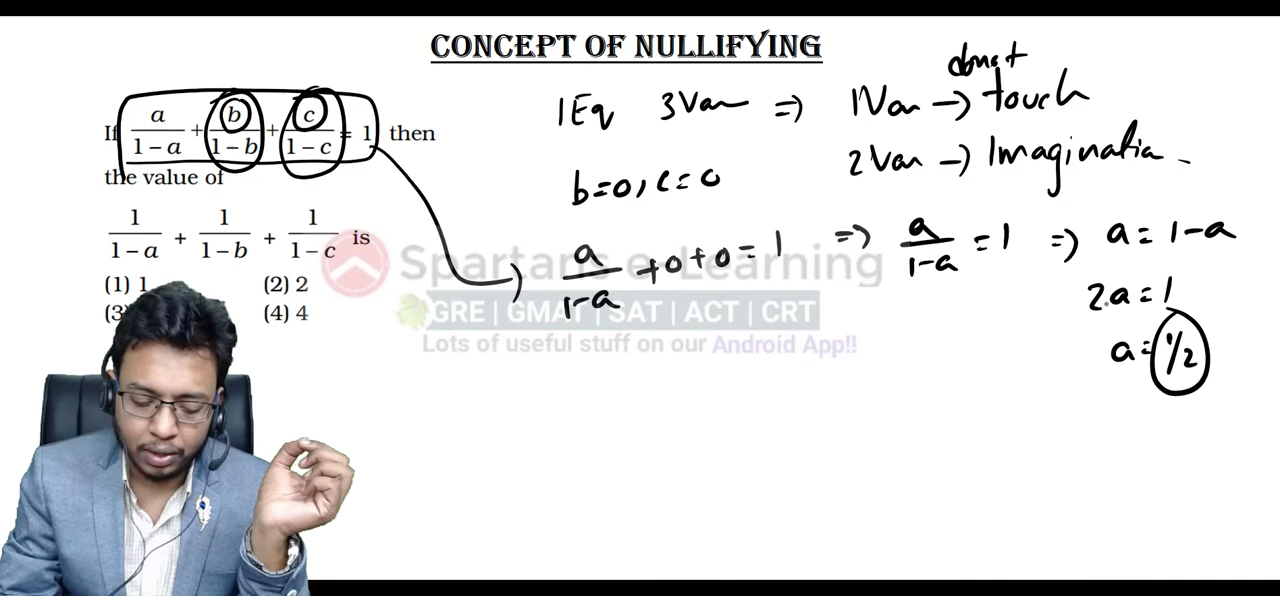 CONCEPT OF NULLIFYING
If a/(1-a) + b/(1-b) + c/(1-c) = 1, then
the value of
1/(1-a) + 1/(1-b) + 1/(1-c) is
(1) 1 (2) 2
(3) (4) 4
1Eq 3Var ⇒ 1Var → touch
2Var → Imaginatio
b=0, c=0
a/(1-a) + 0 + 0 = 1 ⇒ a/(1-a) = 1 ⇒ a = 1-a
2a = 1
a = 1/2
Spartans e-Learning
GRE | GMAT | SAT | ACT | CRT
Lots of useful stuff on our Android App!!